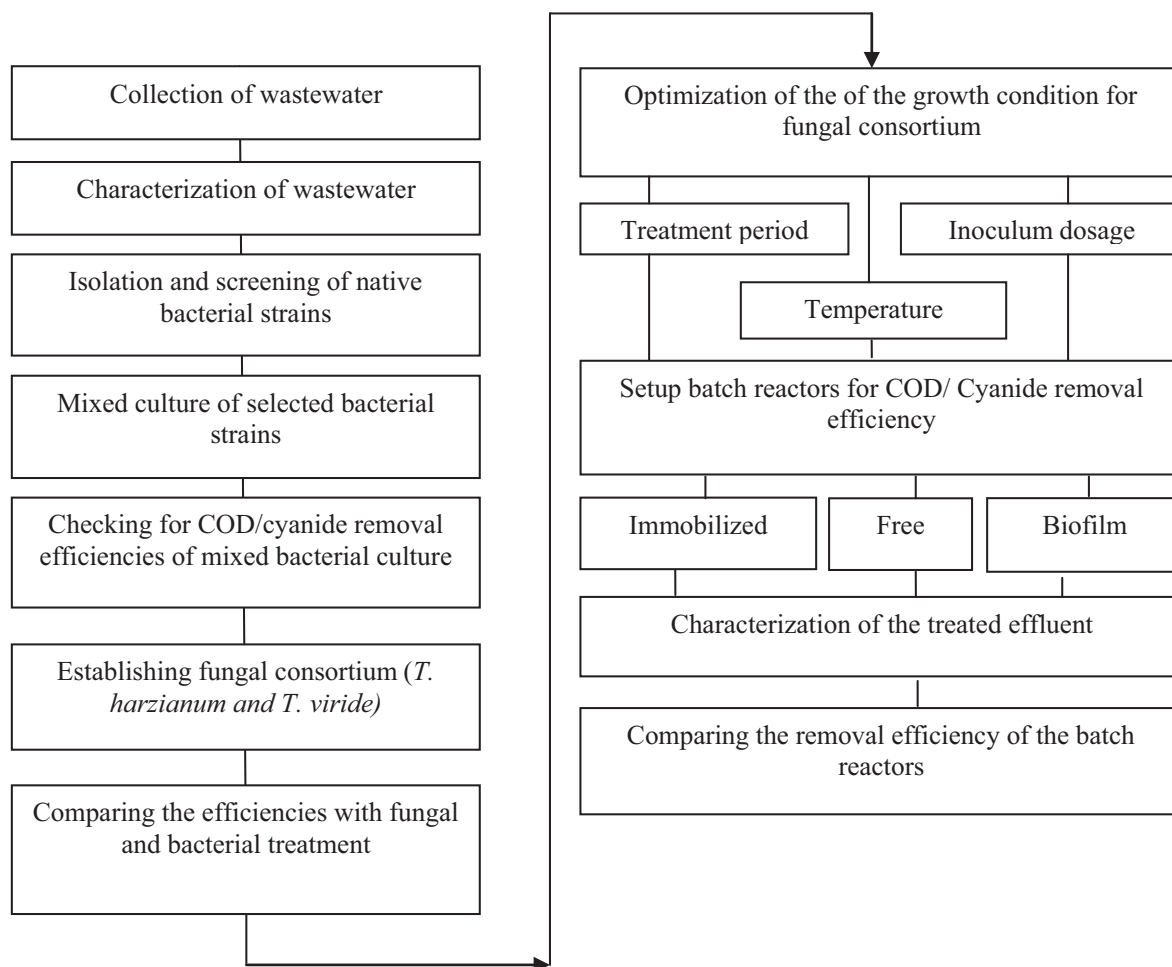 Collection of wastewater
Characterization of wastewater
Isolation and screening of native
bacterial strains
Mixed culture of selected bacterial
strains
Checking for COD/cyanide removal
efficiencies of mixed bacterial culture
Establishing fungal consortium (T.
harzianum and T. viride)
Comparing the efficiencies with fungal
and bacterial treatment
Optimization of the of the growth condition for
fungal consortium
Treatment period
Inoculum dosage
Temperature
Setup batch reactors for COD/ Cyanide removal
efficiency
Immobilized
Free
Biofilm
Characterization of the treated effluent
Comparing the removal efficiency of the batch
reactors